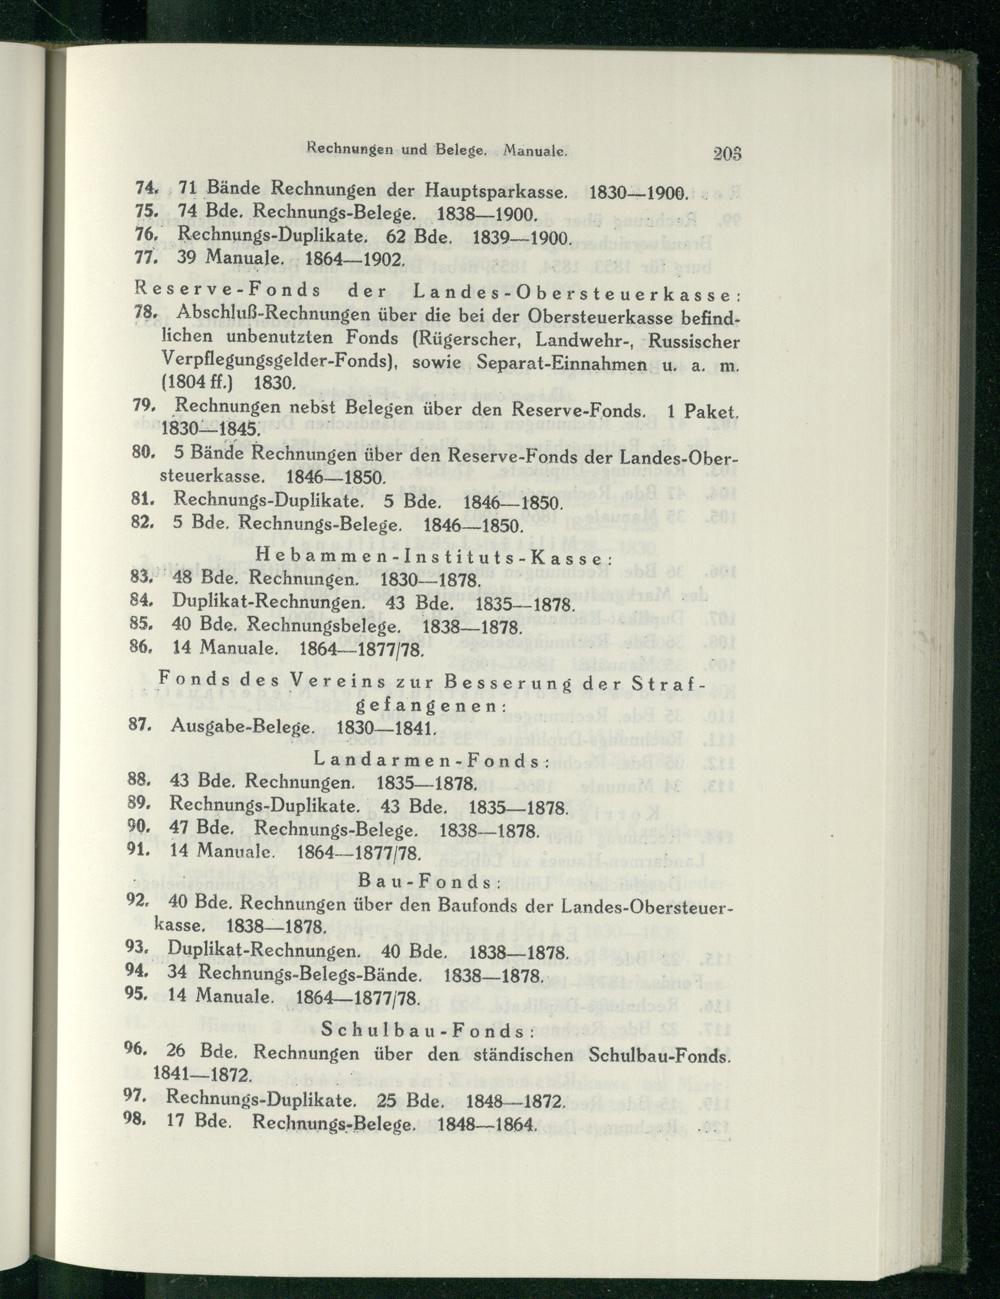 Rechnungen und Belege. Manuale. 203
74. 71 Bände Rechnungen der Hauptsparkasse. 1830—1900.
75. 74 Bde. Rechnungs-Belege. 1838—1900.
76. Rechnungs-Duplikate. 62 Bde. 1839—1900.
77. 39 Manuale. 1864—1902.
Reserve-Fonds der Landes-Obersteuerkasse:
78. Abschluß-Rechnungen über die bei der Obersteuerkasse befind-
lichen unbenutzten Fonds (Rügerscher, Landwehr-, Russischer
Verpflegungsgelder-Fonds), sowie Separat-Einnahmen u. a. m.
(1804 ff.) 1830.
79. Rechnungen nebst Belegen über den Reserve-Fonds. 1 Paket.
1830—1845.
80. 5 Bände Rechnungen über den Reserve-Fonds der Landes-Ober-
steuerkasse. 1846—1850.
81. Rechnungs-Duplikate. 5 Bde. 1846—1850.
82. 5 Bde. Rechnungs-Belege. 1846—1850.
Hebammen-Instituts-Kasse:
83. 48 Bde. Rechnungen. 1830—1878.
84. Duplikat-Rechnungen. 43 Bde. 1835—1878.
85. 40 Bde. Rechnungsbelege. 1838—1878.
86. 14 Manuale. 1864—1877/78.
Fonds des Vereins zur Besserung der Straf-
gefangenen:
87. Ausgabe-Belege. 1830—1841.
Landarmen-Fonds:
88. 43 Bde. Rechnungen. 1835—1878.
89. Rechnungs-Duplikate. 43 Bde. 1835—1878.
90. 47 Bde. Rechnungs-Belege. 1838—1878.
91. 14 Manuale. 1864—1877/78.
Bau-Fonds:
92. 40 Bde. Rechnungen über den Baufonds der Landes-Obersteuer-
kasse. 1838—1878.
93. Duplikat-Rechnungen. 40 Bde. 1838—1878.
94. 34 Rechnungs-Belegs-Bände. 1838—1878.
95. 14 Manuale. 1864—1877/78.
Schulbau-Fonds:
96. 26 Bde. Rechnungen über den ständischen Schulbau-Fonds.
1841—1872.
97. Rechnungs-Duplikate. 25 Bde. 1848—1872.
98. 17 Bde. Rechnungs-Belege. 1848—1864.